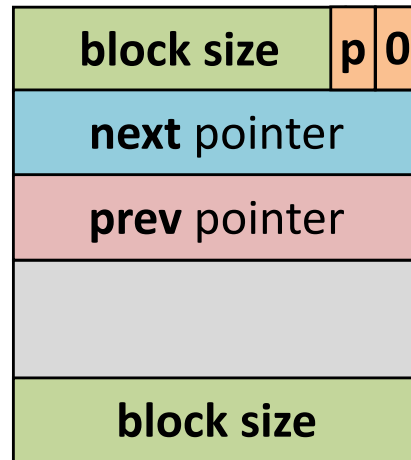 block size p 0
next pointer
prev pointer
block size